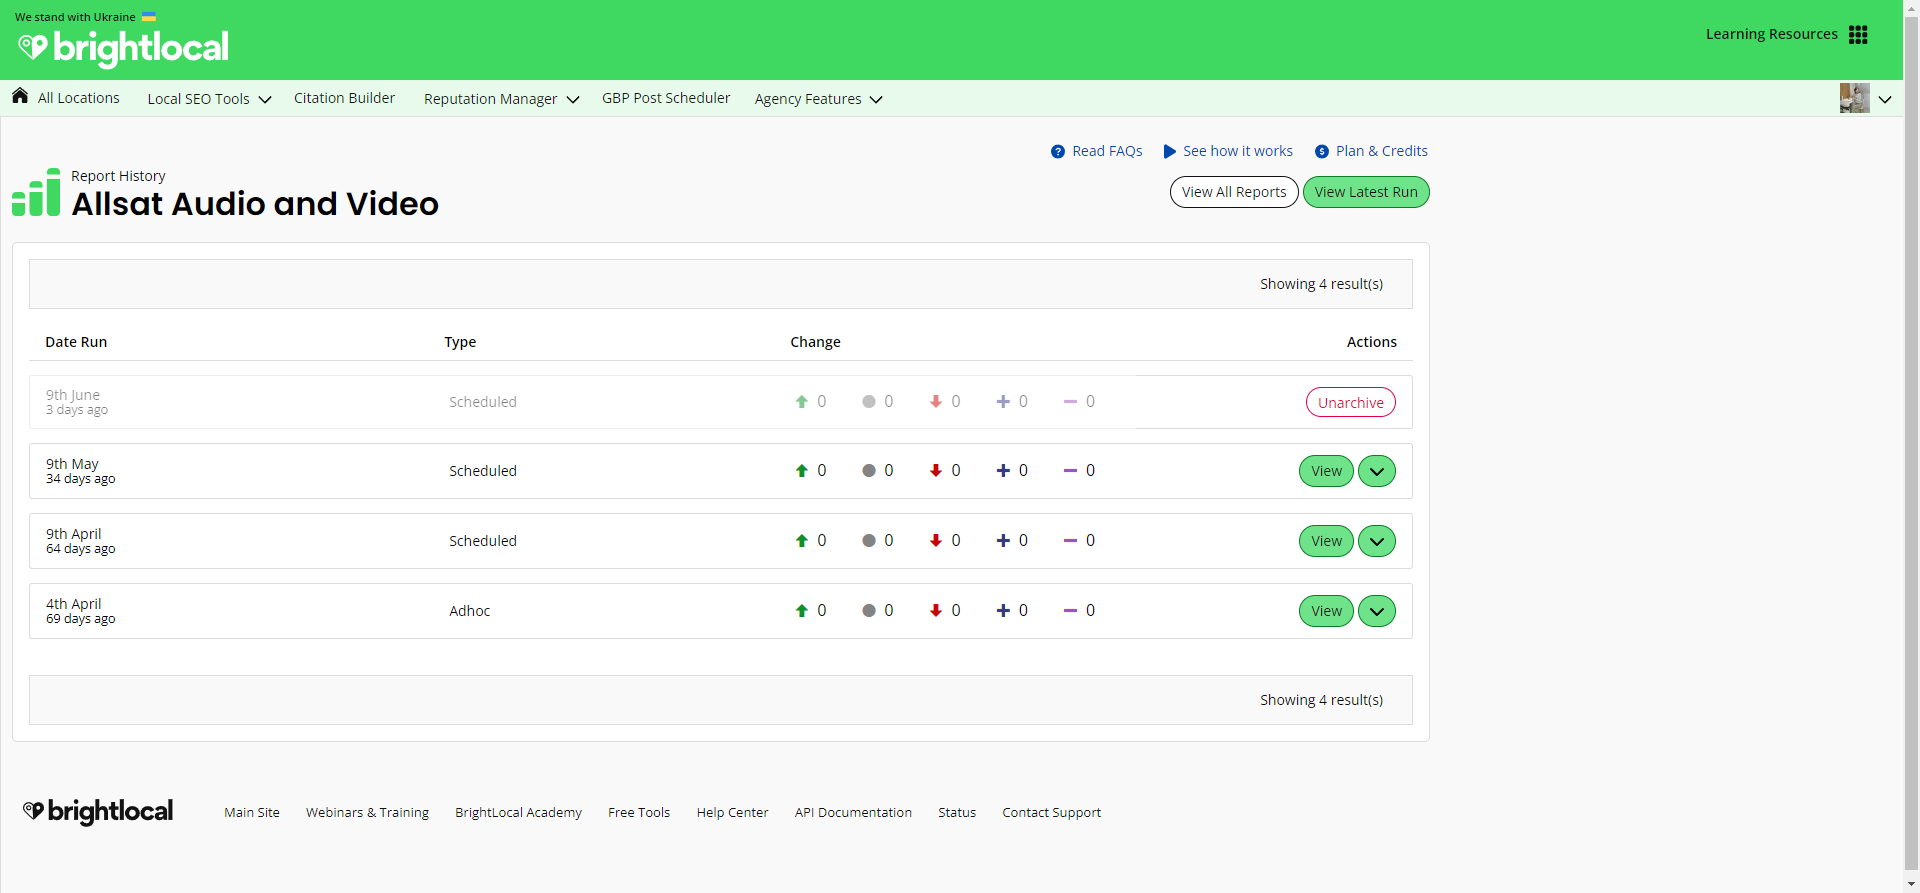 We stand with Ukraine
brightlocal
Learning Resources
All Locations
Local SEO Tools
Citation Builder
Reputation Manager
GBP Post Scheduler
Agency Features
Read FAQs
See how it works
Plan & Credits
Report History
Allsat Audio and Video
View All Reports
View Latest Run
Showing 4 result(s)
Date Run Type Change Actions
9th June
3 days ago
Scheduled 0 0 0 0 0 Unarchive
9th May
34 days ago
Scheduled 0 0 0 0 0 View
9th April
64 days ago
Scheduled 0 0 0 0 0 View
4th April
69 days ago
Adhoc 0 0 0 0 0 View
Showing 4 result(s)
brightlocal
Main Site
Webinars & Training
BrightLocal Academy
Free Tools
Help Center
API Documentation
Status
Contact Support